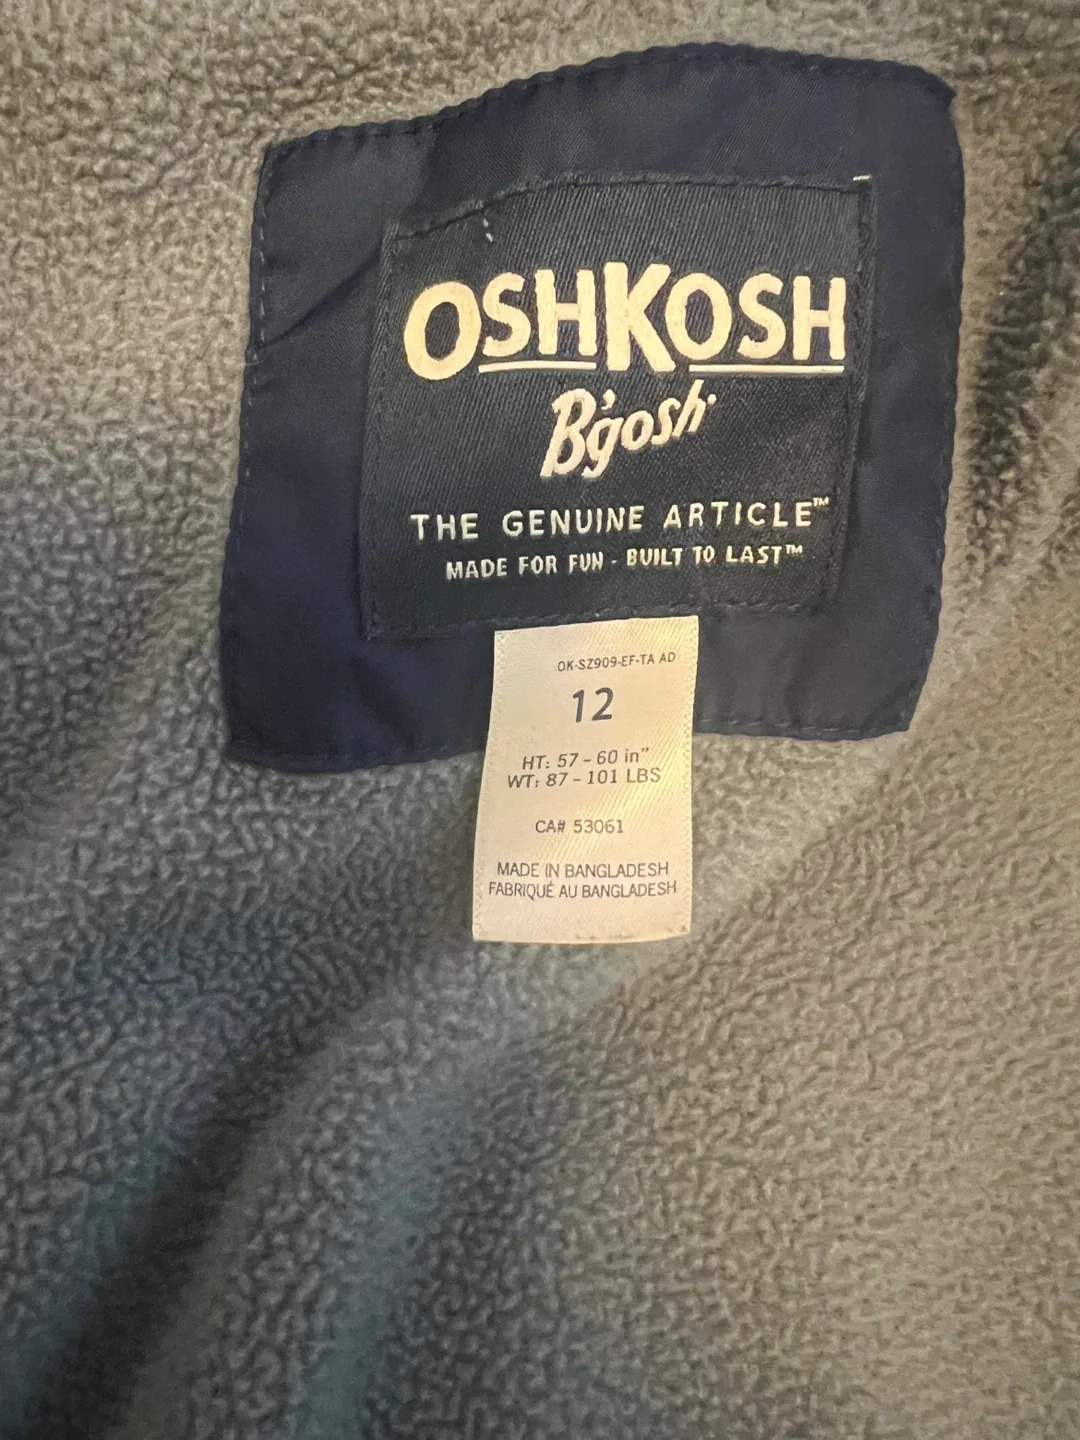 OSHKOSH
B'gosh
THE GENUINE ARTICLE™
MADE FOR FUN - BUILT TO LAST™
OK-SZ909-EF-TA AD
12
HT: 57 - 60 in"
WT: 87 - 101 LBS
CA# 53061
MADE IN BANGLADESH
FABRIQUÉ AU BANGLADESH